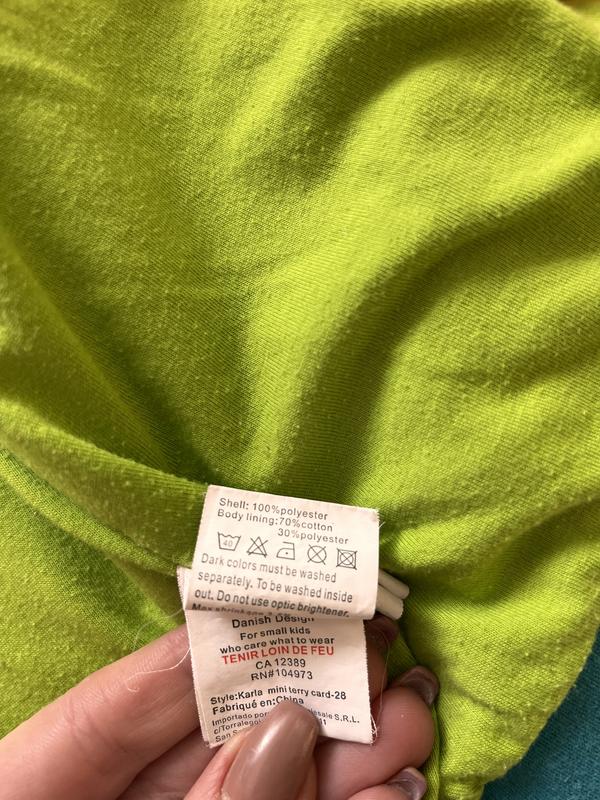 Shell: 100%polyester
Body lining:70%cotton
30%polyester
40
Dark colors must be washed
separately. To be washed inside
out. Do not use optic brightener.
Danish Design
For small kids
who care what to wear
TENIR LOIN DE FEU
CA 12389
RN#104973
Style:Karla mini terry card-28
Fabriqué en:China
Importado por
S.R.L.